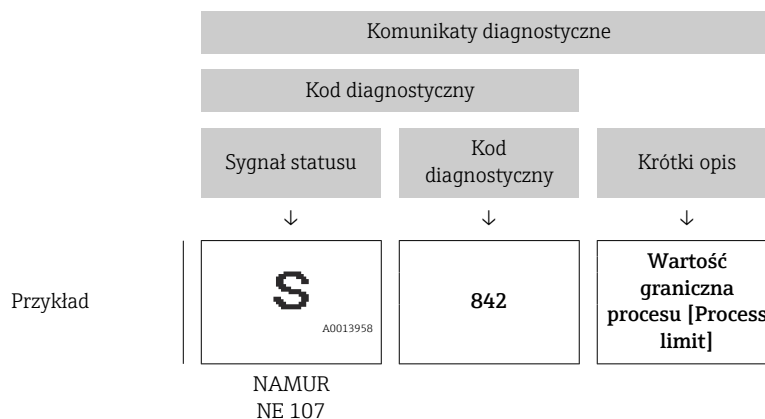 Komunikaty diagnostyczne
Kod diagnostyczny
Sygnał statusu
Kod
diagnostyczny
Krótki opis
↓ ↓ ↓
Przykład
S
A0013958
842
Wartość
graniczna
procesu [Process
limit]
NAMUR
NE 107